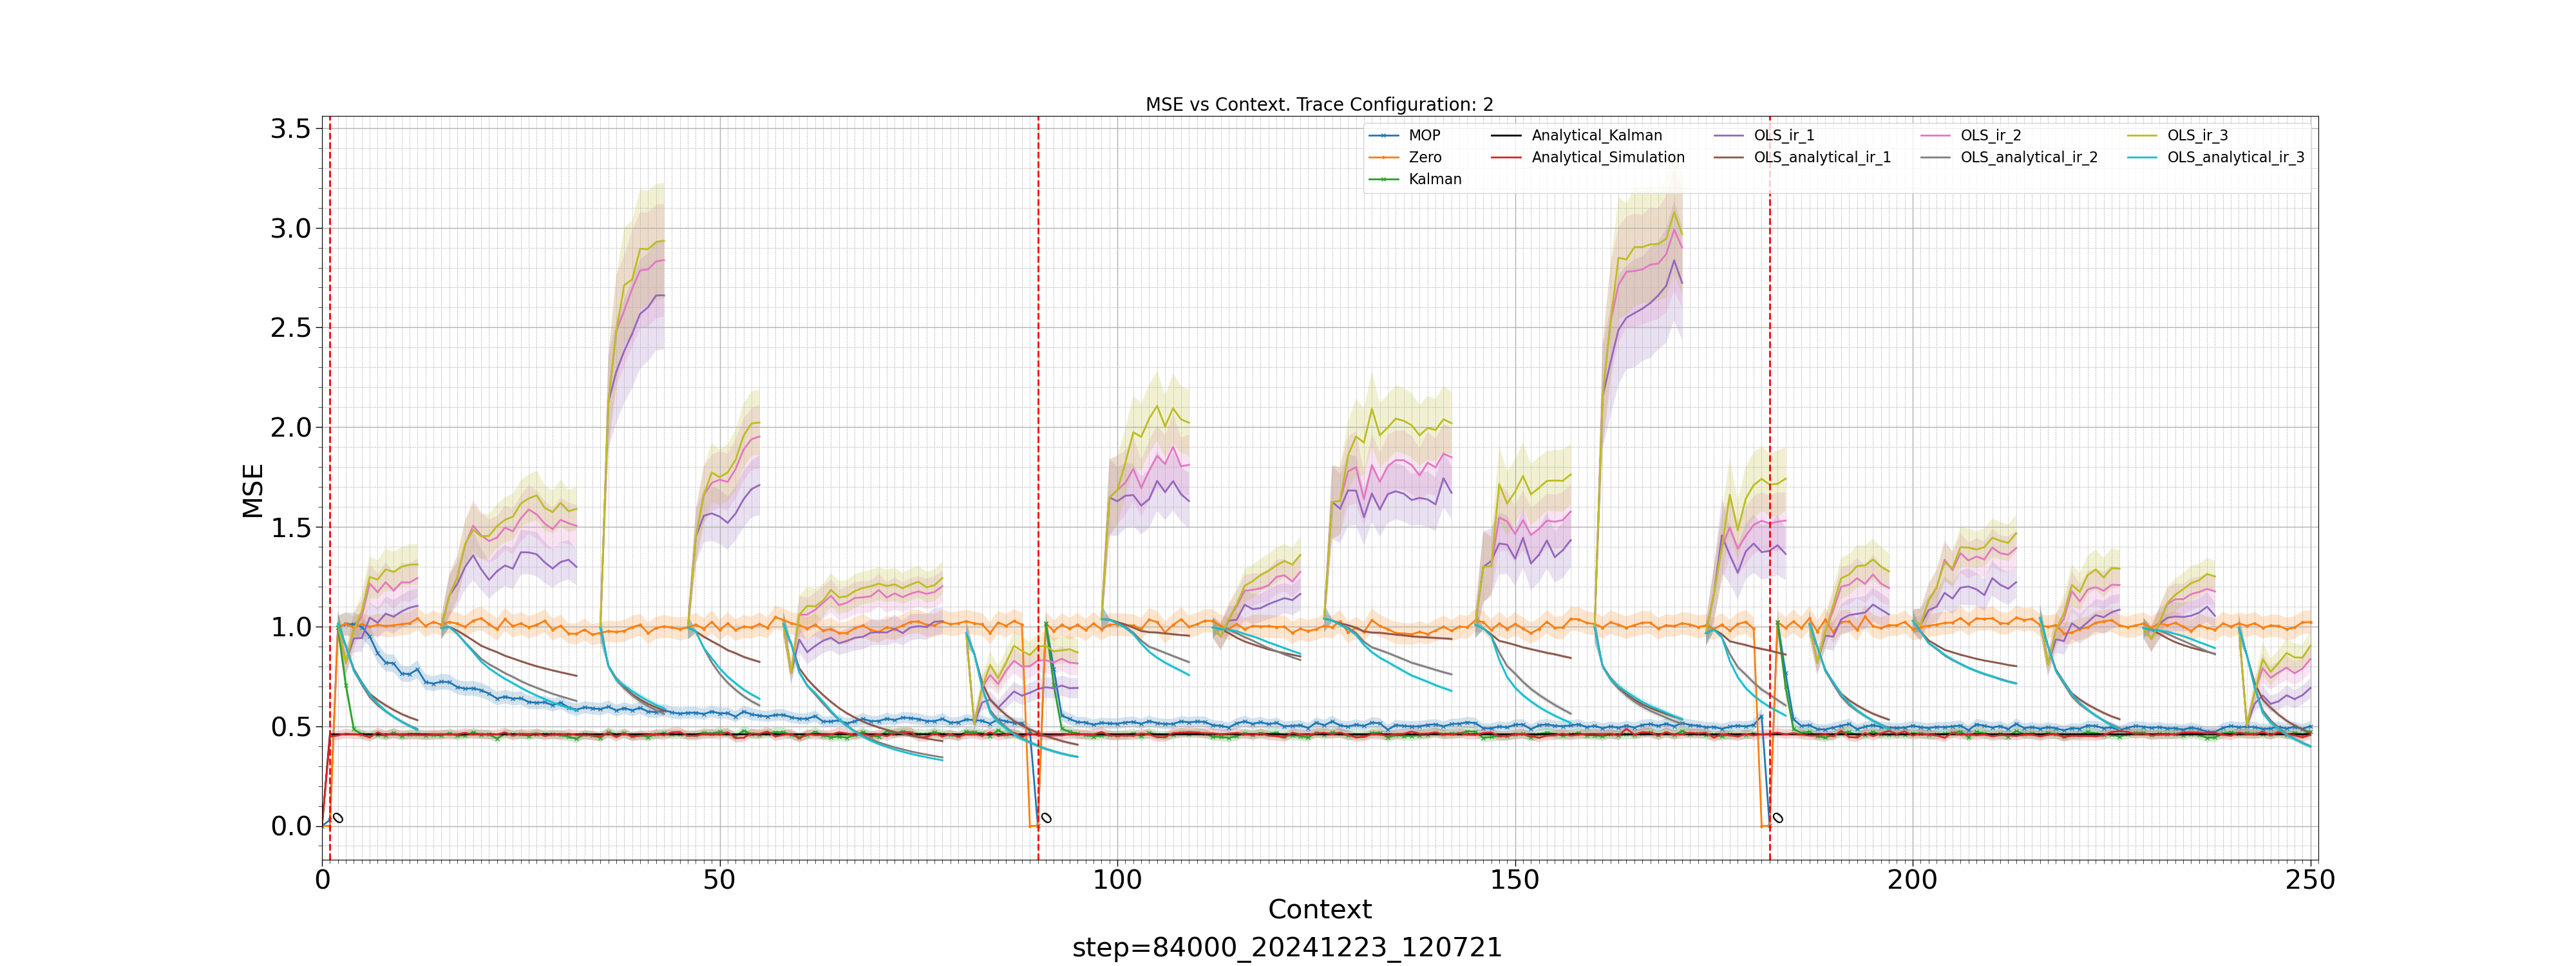 MSE vs Context. Trace Configuration: 2
MOP
Zero
Kalman
Analytical_Kalman
Analytical_Simulation
OLS_ir_1
OLS_analytical_ir_1
OLS_ir_2
OLS_analytical_ir_2
OLS_ir_3
OLS_analytical_ir_3
MSE
3.5
3.0
2.5
2.0
1.5
1.0
0.5
0.0
0
0
0
0
50
100
150
200
250
Context
step=84000_20241223_120721